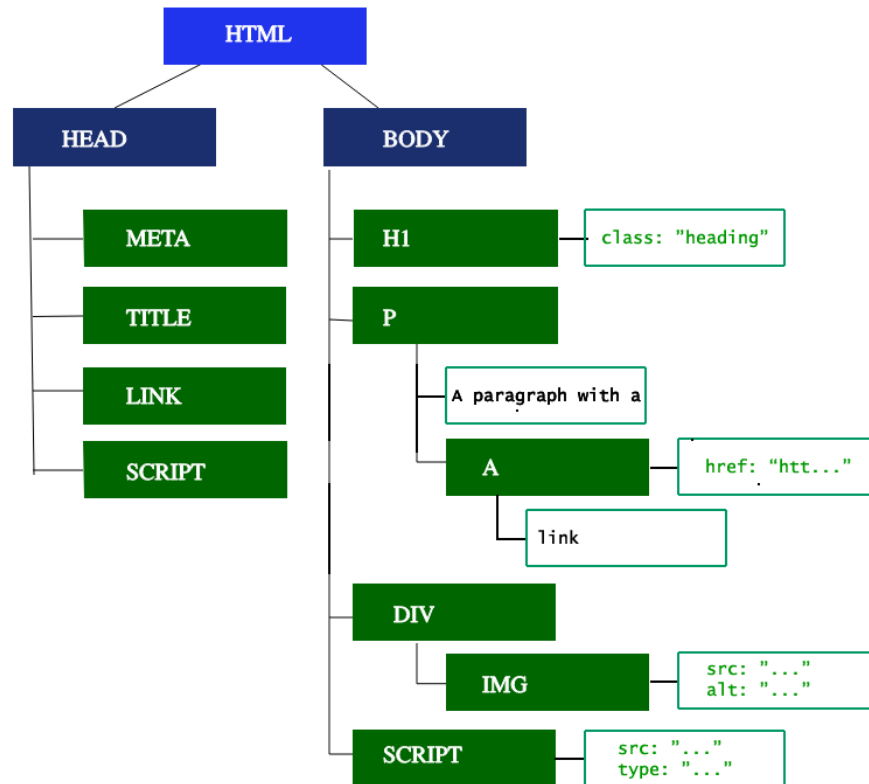 HTML
HEAD
BODY
META
H1
class: "heading"
TITLE
P
LINK
A paragraph with a
SCRIPT
A
href: “htt...”
link
DIV
IMG
src: "..."
alt: "..."
SCRIPT
src: "..."
type: "..."